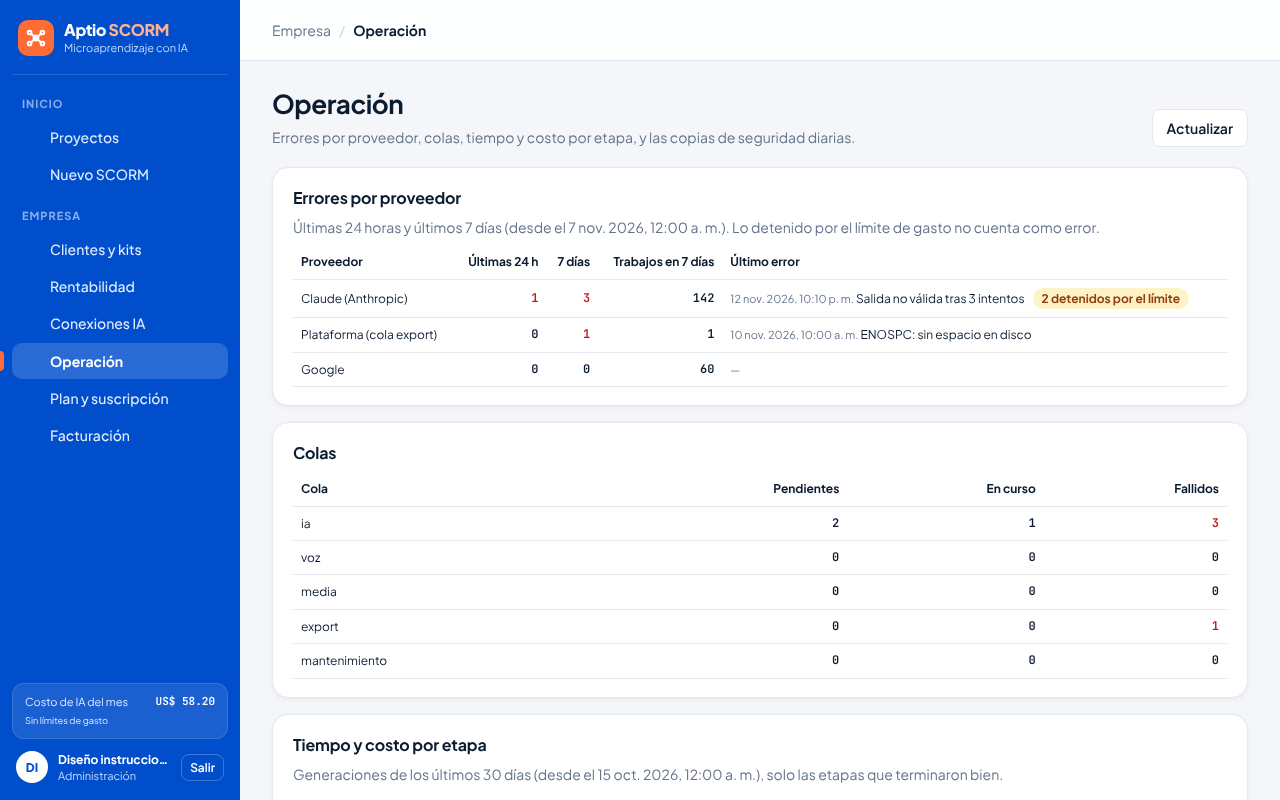 Aptio SCORM
Microaprendizaje con IA
INICIO
Proyectos
Nuevo SCORM
EMPRESA
Clientes y kits
Rentabilidad
Conexiones IA
Operación
Plan y suscripción
Facturación
Costo de IA del mes US$ 58.20
Sin límites de gasto
DI
Diseño instruccio…
Administración
Salir
Empresa / Operación
Operación
Errores por proveedor, colas, tiempo y costo por etapa, y las copias de seguridad diarias.
Actualizar
Errores por proveedor
Últimas 24 horas y últimos 7 días (desde el 7 nov. 2026, 12:00 a. m.). Lo detenido por el límite de gasto no cuenta como error.
Proveedor Últimas 24 h 7 días Trabajos en 7 días Último error
Claude (Anthropic) 1 3 142 12 nov. 2026, 10:10 p. m. Salida no válida tras 3 intentos 2 detenidos por el límite
Plataforma (cola export) 0 1 1 10 nov. 2026, 10:00 a. m. ENOSPC: sin espacio en disco
Google 0 0 60 —
Colas
Cola Pendientes En curso Fallidos
ia 2 1 3
voz 0 0 0
media 0 0 0
export 0 0 1
mantenimiento 0 0 0
Tiempo y costo por etapa
Generaciones de los últimos 30 días (desde el 15 oct. 2026, 12:00 a. m.), solo las etapas que terminaron bien.